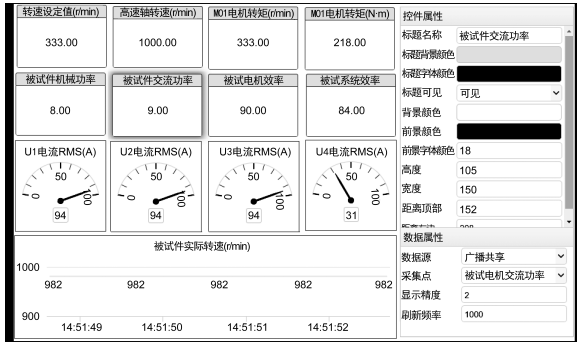 转速设定值(r/min) 高速轴转速(r/min) M01电机转矩(r/min) M01电机转矩(N·m)
333.00 1000.00 333.00 218.00
被试件机械功率 被试件交流功率 被试电机效率 被试系统效率
8.00 9.00 90.00 84.00
U1电流RMS(A) U2电流RMS(A) U3电流RMS(A) U4电流RMS(A)
0 50 100 0 50 100 0 50 100 0 50 100
94 94 94 31
被试件实际转速(r/min)
1000
982 982 982 982 982
900
14:51:49 14:51:50 14:51:51 14:51:52
控件属性
标题名称 被试件交流功率
标题背景颜色
标题字体颜色
标题可见 可见
背景颜色
前景颜色
前景字体颜色 18
高度 105
宽度 150
距离顶部 152
数据属性
数据源 广播共享
采集点 被试电机交流功率
显示精度 2
刷新频率 1000